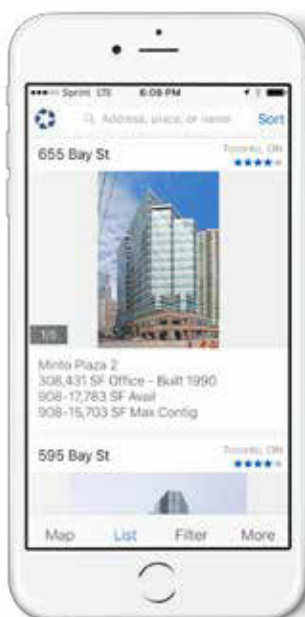 Sprint LTE 6:08 PM
Address, place, or name Sort
655 Bay St Toronto, ON
Minto Plaza 2
308,431 SF Office - Built 1990
908-17,783 SF Avail
908-15,703 SF Max Contig
595 Bay St Toronto, ON
Map List Filter More